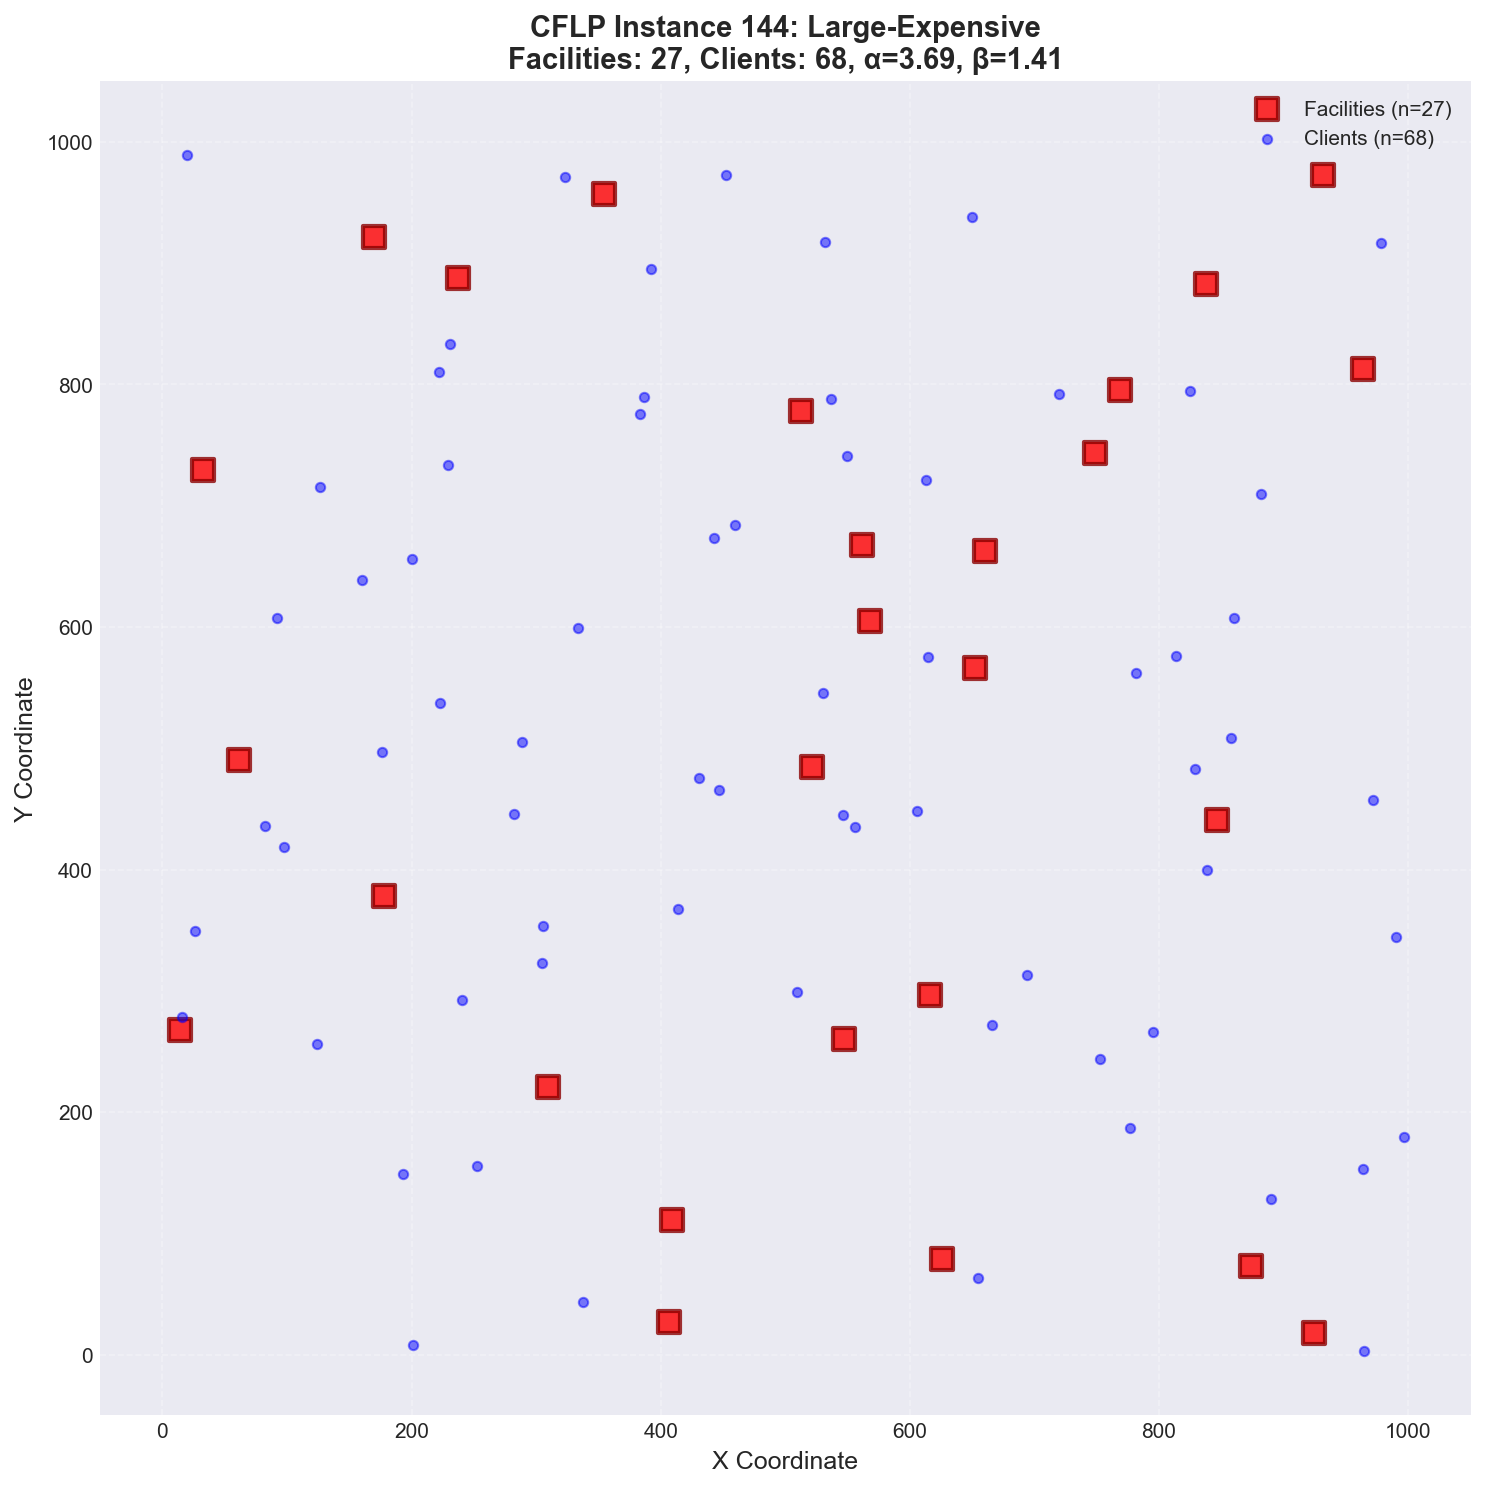 CFLP Instance 144: Large-Expensive
Facilities: 27, Clients: 68, α=3.69, β=1.41
Facilities (n=27)
Clients (n=68)
1000
800
600
400
200
0
Y Coordinate
0 200 400 600 800 1000
X Coordinate